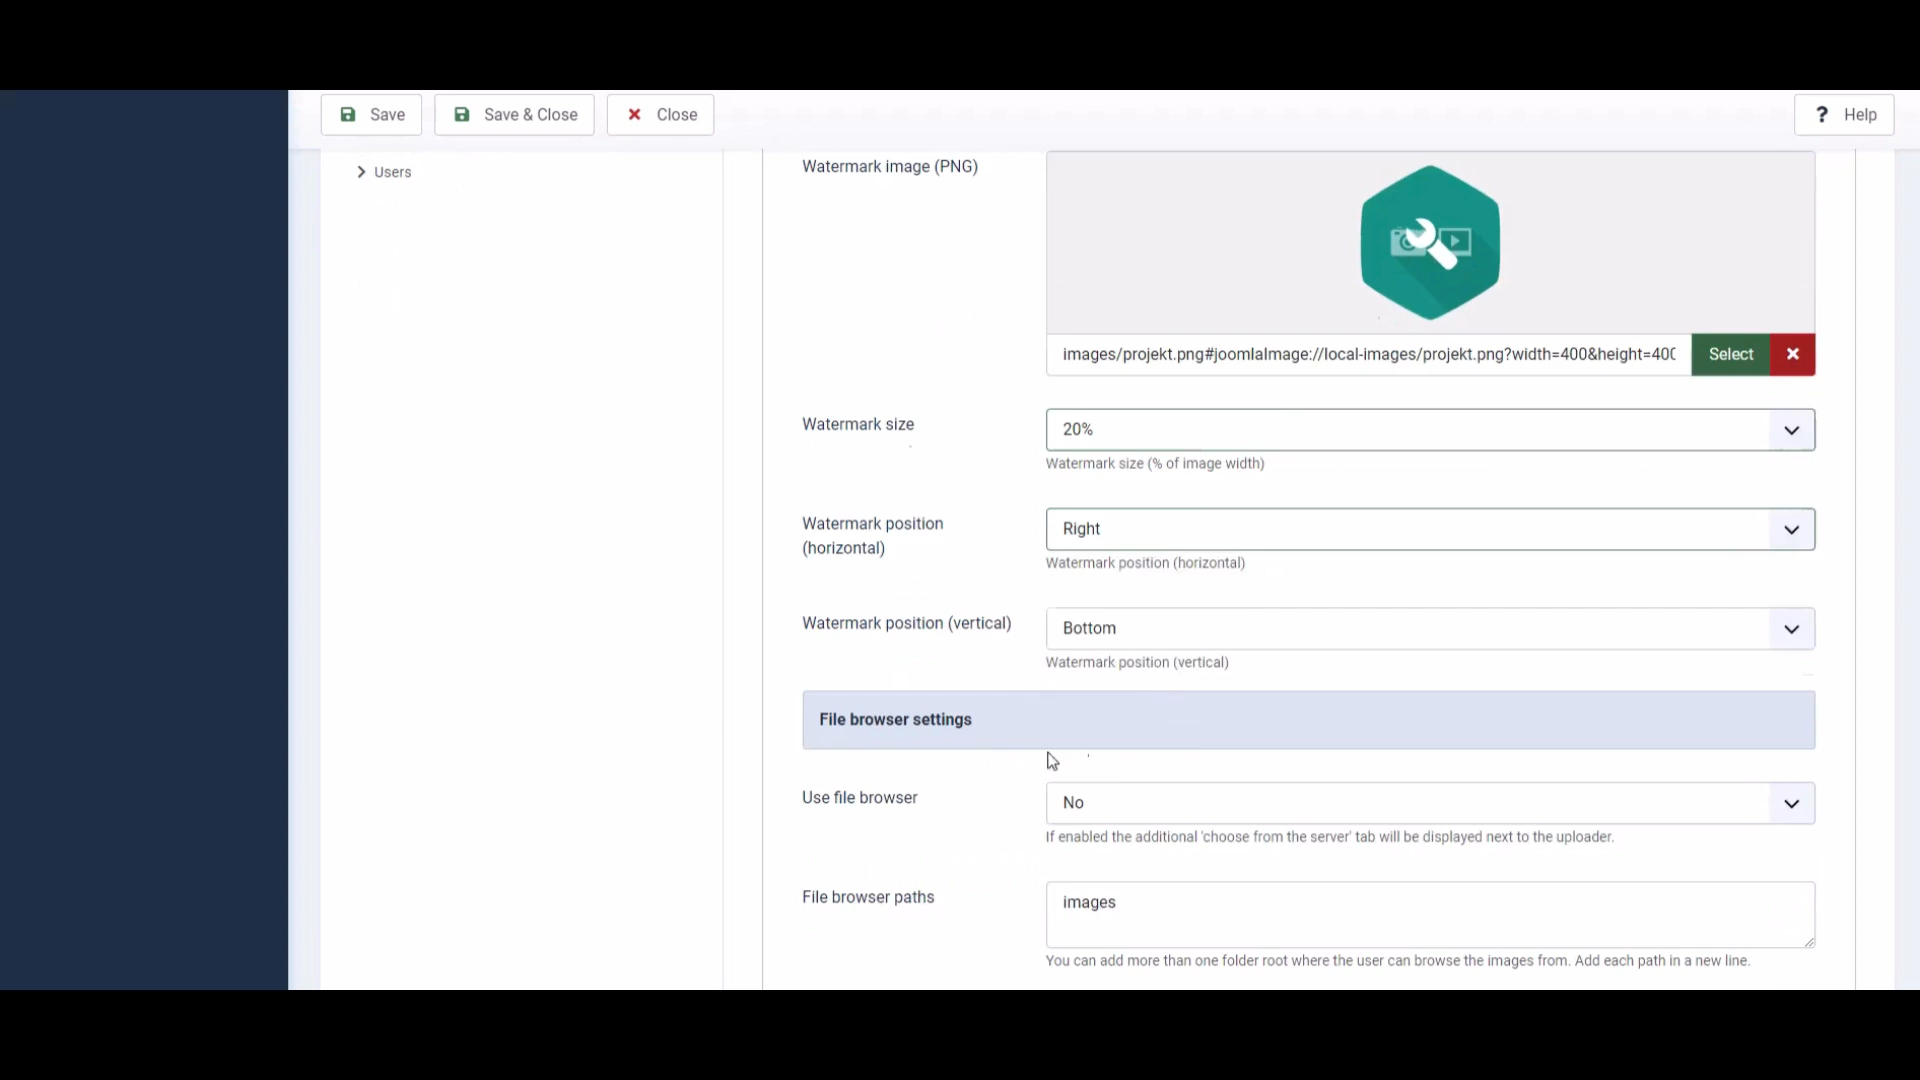 Save
Save & Close
Close
Help
Users
Watermark image (PNG)
images/projekt.png#joomlaImage://local-images/projekt.png?width=400&height=400
Select
Watermark size
20%
Watermark size (% of image width)
Watermark position
(horizontal)
Right
Watermark position (horizontal)
Watermark position (vertical)
Bottom
Watermark position (vertical)
File browser settings
Use file browser
No
If enabled the additional 'choose from the server' tab will be displayed next to the uploader.
File browser paths
images
You can add more than one folder root where the user can browse the images from. Add each path in a new line.